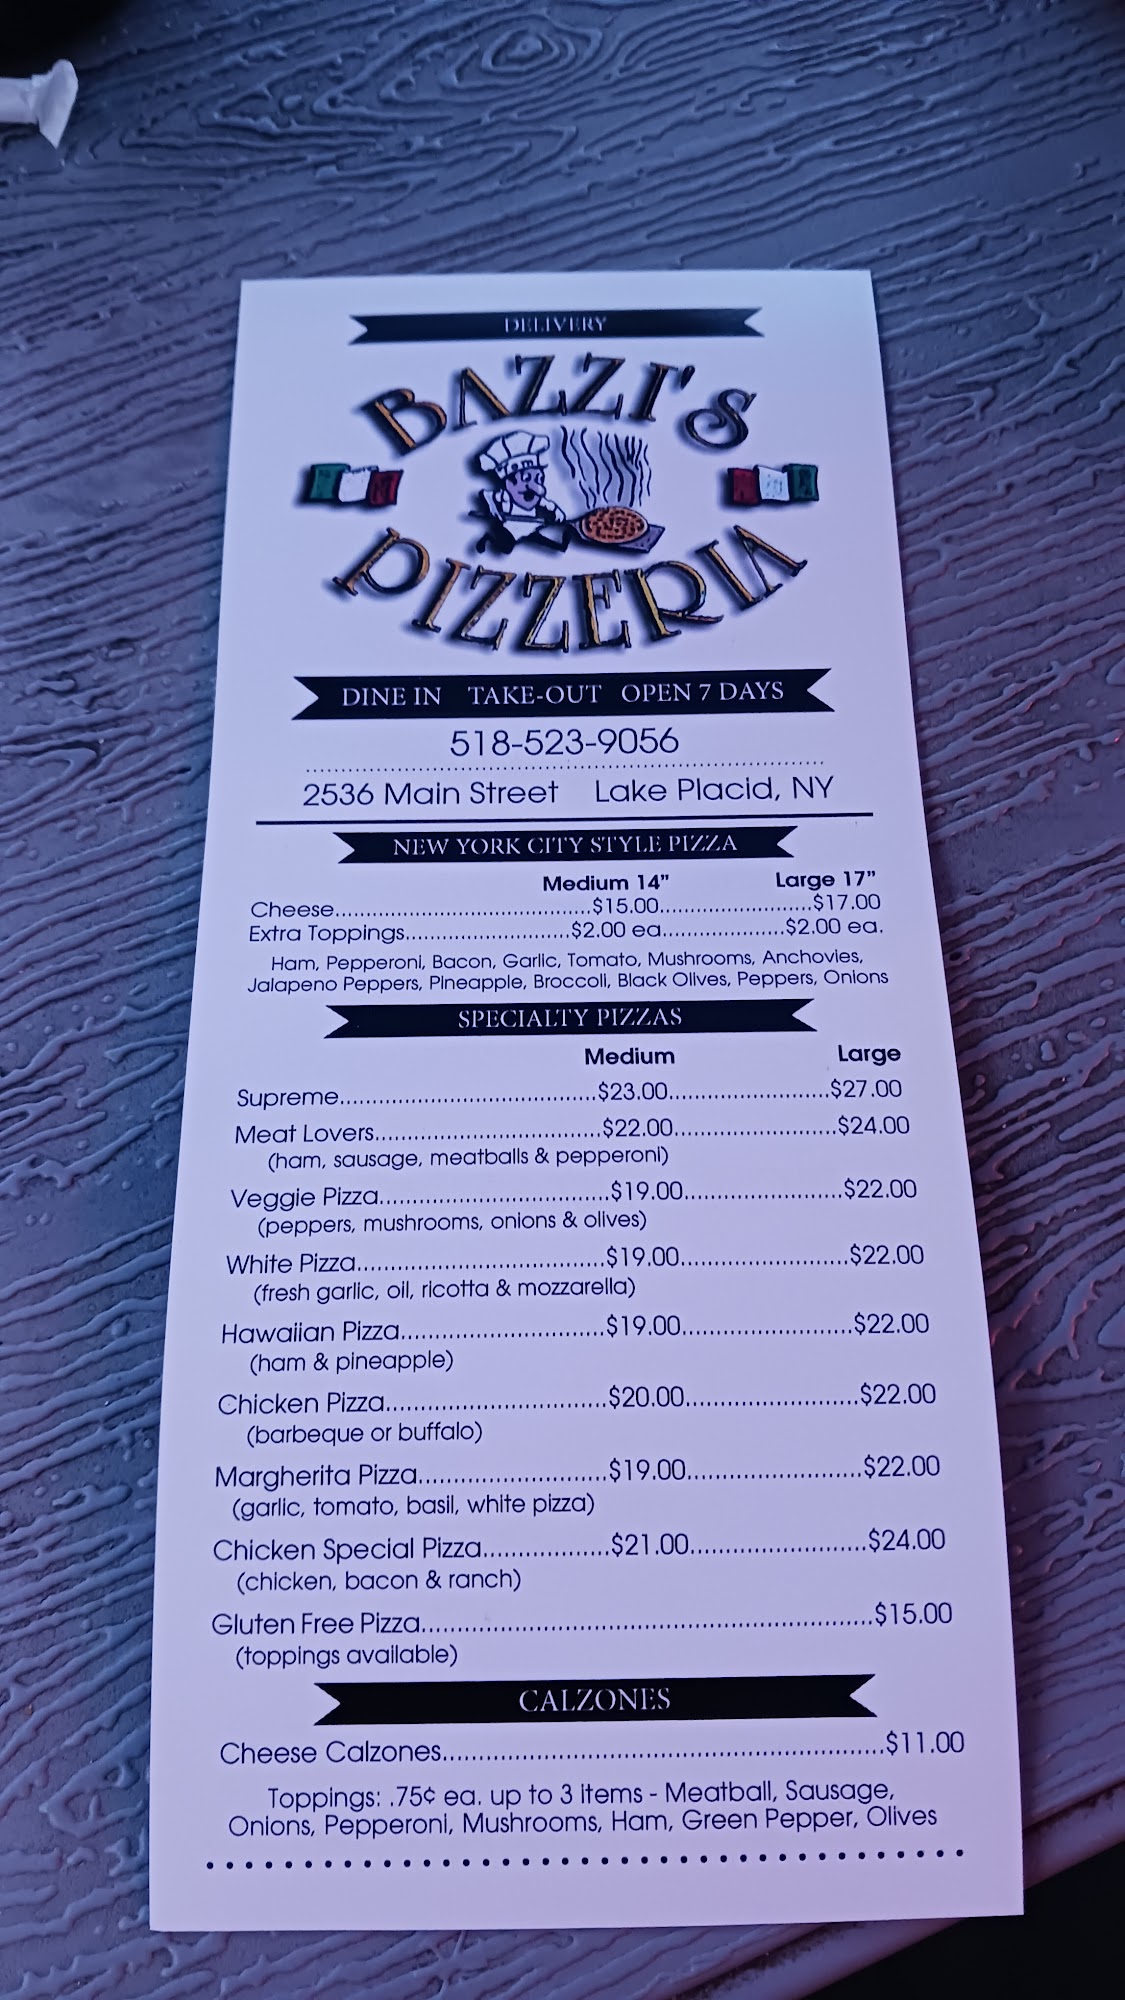 DELIVERY
BAZZI'S
PIZZERIA
DINE IN TAKE-OUT OPEN 7 DAYS
518-523-9056
2536 Main Street Lake Placid, NY
NEW YORK CITY STYLE PIZZA
Medium 14” Large 17”
Cheese.......................................$15.00.......................$17.00
Extra Toppings.........................$2.00 ea...................$2.00 ea.
Ham, Pepperoni, Bacon, Garlic, Tomato, Mushrooms, Anchovies,
Jalapeno Peppers, Pineapple, Broccoli, Black Olives, Peppers, Onions
SPECIALTY PIZZAS
Medium Large
Supreme.......................................$23.00.........................$27.00
Meat Lovers...................................$22.00.........................$24.00
(ham, sausage, meatballs & pepperoni)
Veggie Pizza...................................$19.00........................$22.00
(peppers, mushrooms, onions & olives)
White Pizza......................................$19.00.........................$22.00
(fresh garlic, oil, ricotta & mozzarella)
Hawaiian Pizza...............................$19.00.........................$22.00
(ham & pineapple)
Chicken Pizza.................................$20.00..........................$22.00
(barbeque or buffalo)
Margherita Pizza............................$19.00..........................$22.00
(garlic, tomato, basil, white pizza)
Chicken Special Pizza...................$21.00..........................$24.00
(chicken, bacon & ranch)
Gluten Free Pizza...................................................................$15.00
(toppings available)
CALZONES
Cheese Calzones.................................................................$11.00
Toppings: .75¢ ea. up to 3 items - Meatball, Sausage,
Onions, Pepperoni, Mushrooms, Ham, Green Pepper, Olives